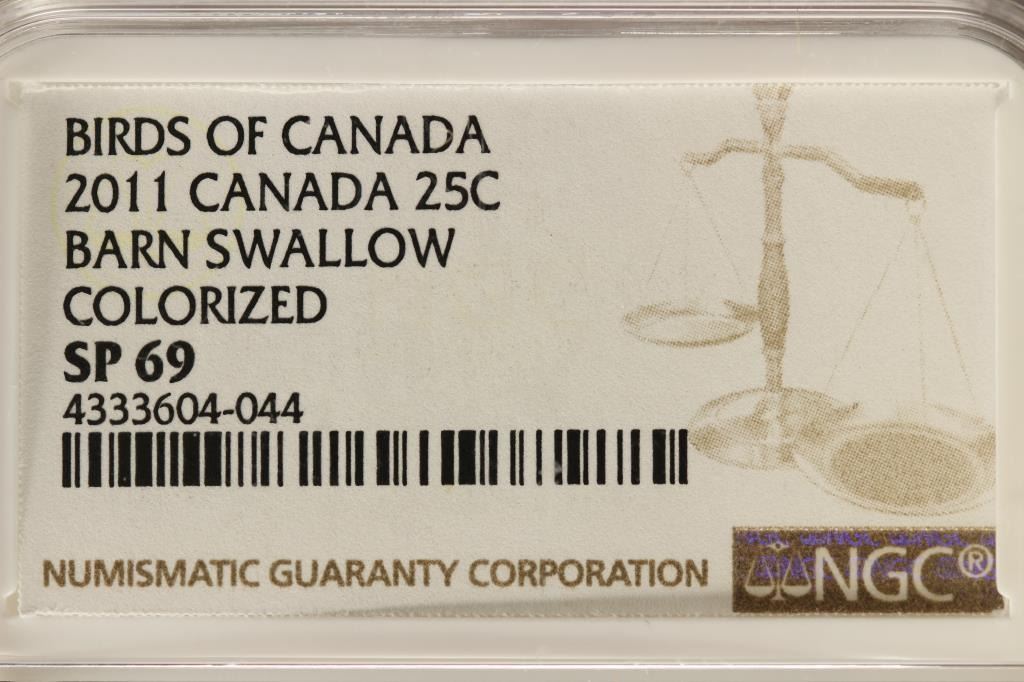 BIRDS OF CANADA
2011 CANADA 25C
BARN SWALLOW
COLORIZED
SP 69
4333604-044
NUMISMATIC GUARANTY CORPORATION
NGC®